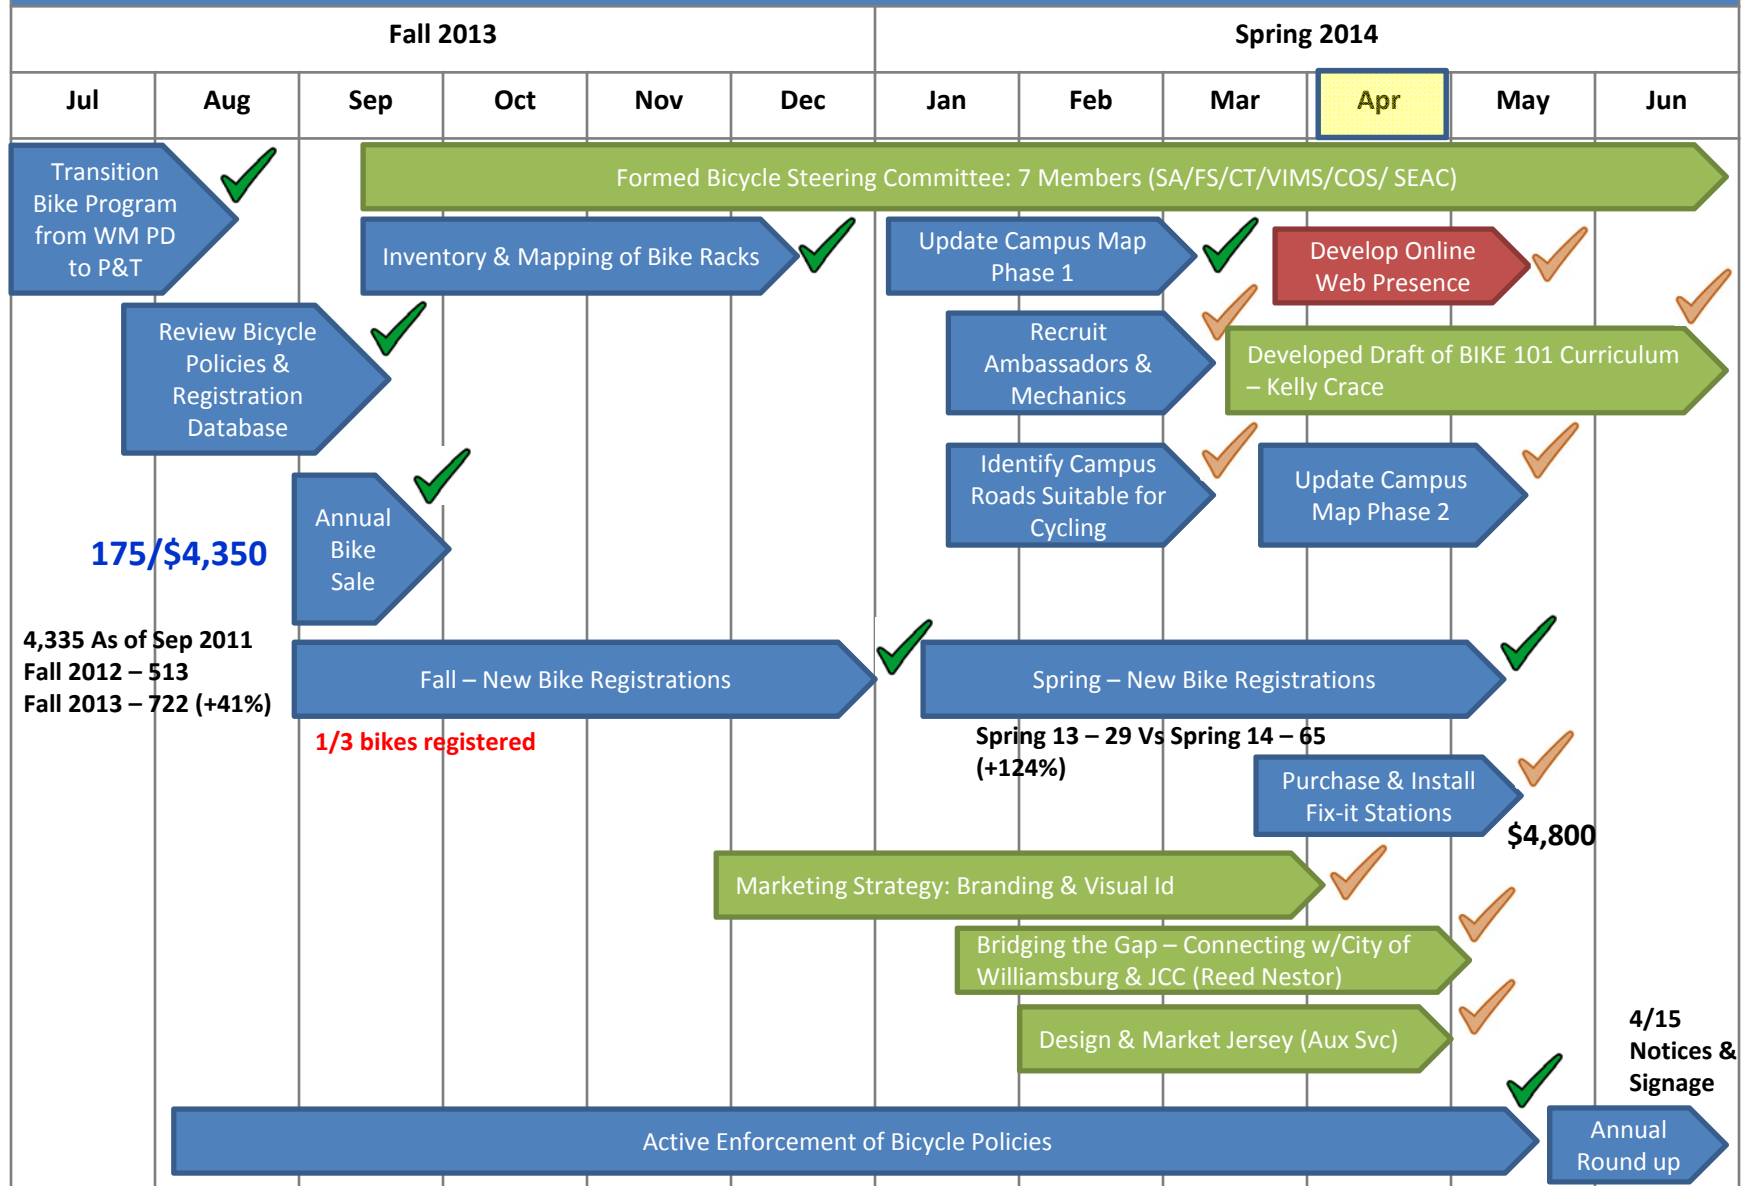 Fall 2013
Spring 2014
Jul
Aug
Sep
Oct
Nov
Dec
Jan
Feb
Mar
Apr
May
Jun
Transition
Bike Program
from WM PD
to P&T
Formed Bicycle Steering Committee: 7 Members (SA/FS/CT/VIMS/COS/ SEAC)
Inventory & Mapping of Bike Racks
Update Campus Map
Phase 1
Develop Online
Web Presence
Review Bicycle
Policies &
Registration
Database
Recruit
Ambassadors &
Mechanics
Developed Draft of BIKE 101 Curriculum
– Kelly Crace
Annual
Bike
Sale
175/$4,350
Identify Campus
Roads Suitable for
Cycling
Update Campus
Map Phase 2
4,335 As of Sep 2011
Fall 2012 – 513
Fall 2013 – 722 (+41%)
Fall – New Bike Registrations
Spring – New Bike Registrations
1/3 bikes registered
Spring 13 – 29 Vs Spring 14 – 65
(+124%)
Purchase & Install
Fix-it Stations
$4,800
Marketing Strategy: Branding & Visual Id
Bridging the Gap – Connecting w/City of
Williamsburg & JCC (Reed Nestor)
Design & Market Jersey (Aux Svc)
4/15
Notices &
Signage
Active Enforcement of Bicycle Policies
Annual
Round up